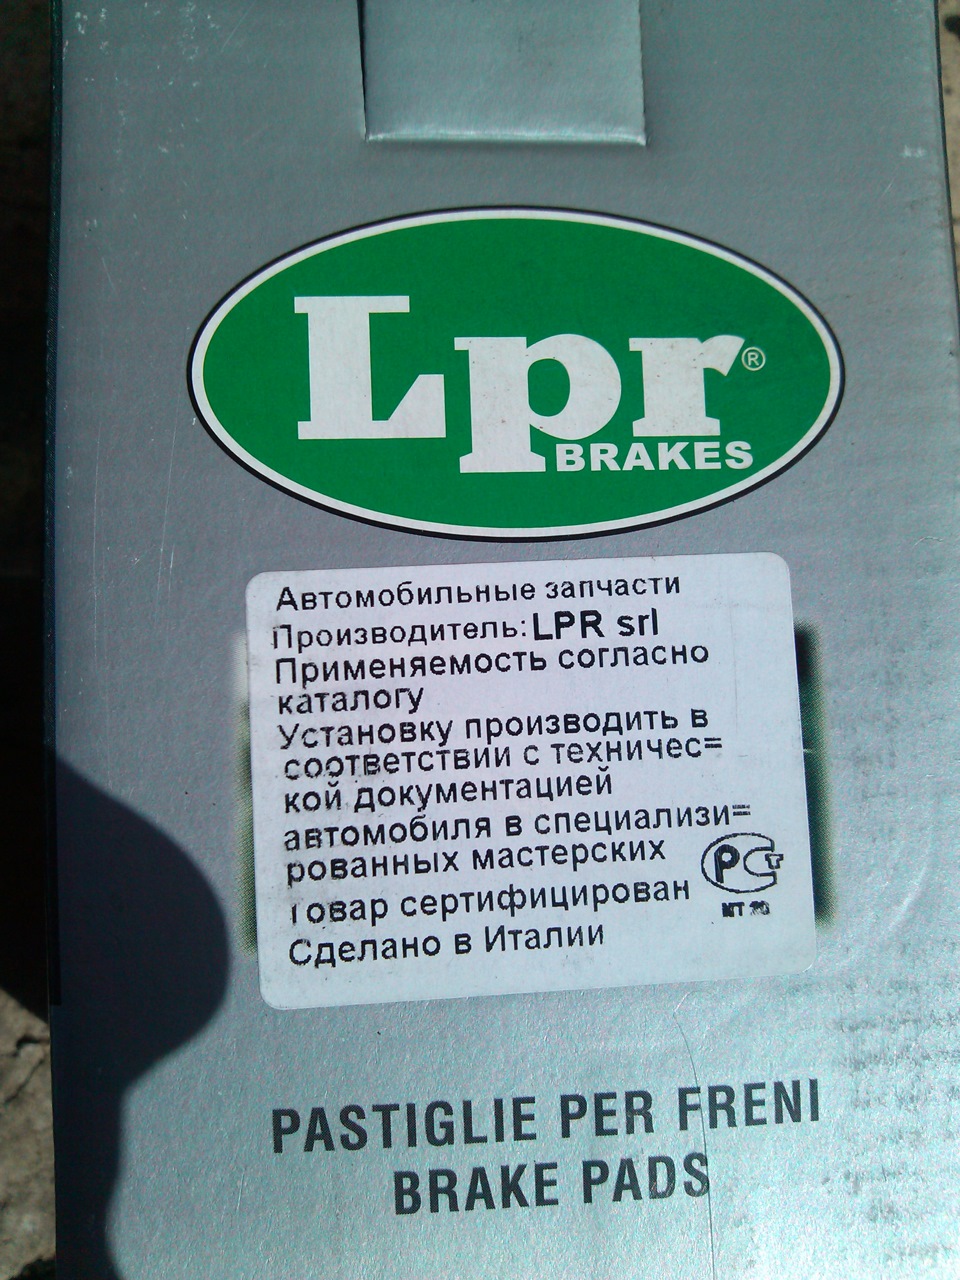 Lpr®
BRAKES
Автомобильные запчасти
Производитель: LPR srl
Применяемость согласно
каталогу
Установку производить в
соответствии с техничес=
кой документацией
автомобиля в специализи=
рованных мастерских
Товар сертифицирован
Сделано в Италии
РСТ
PASTIGLIE PER FRENI
BRAKE PADS